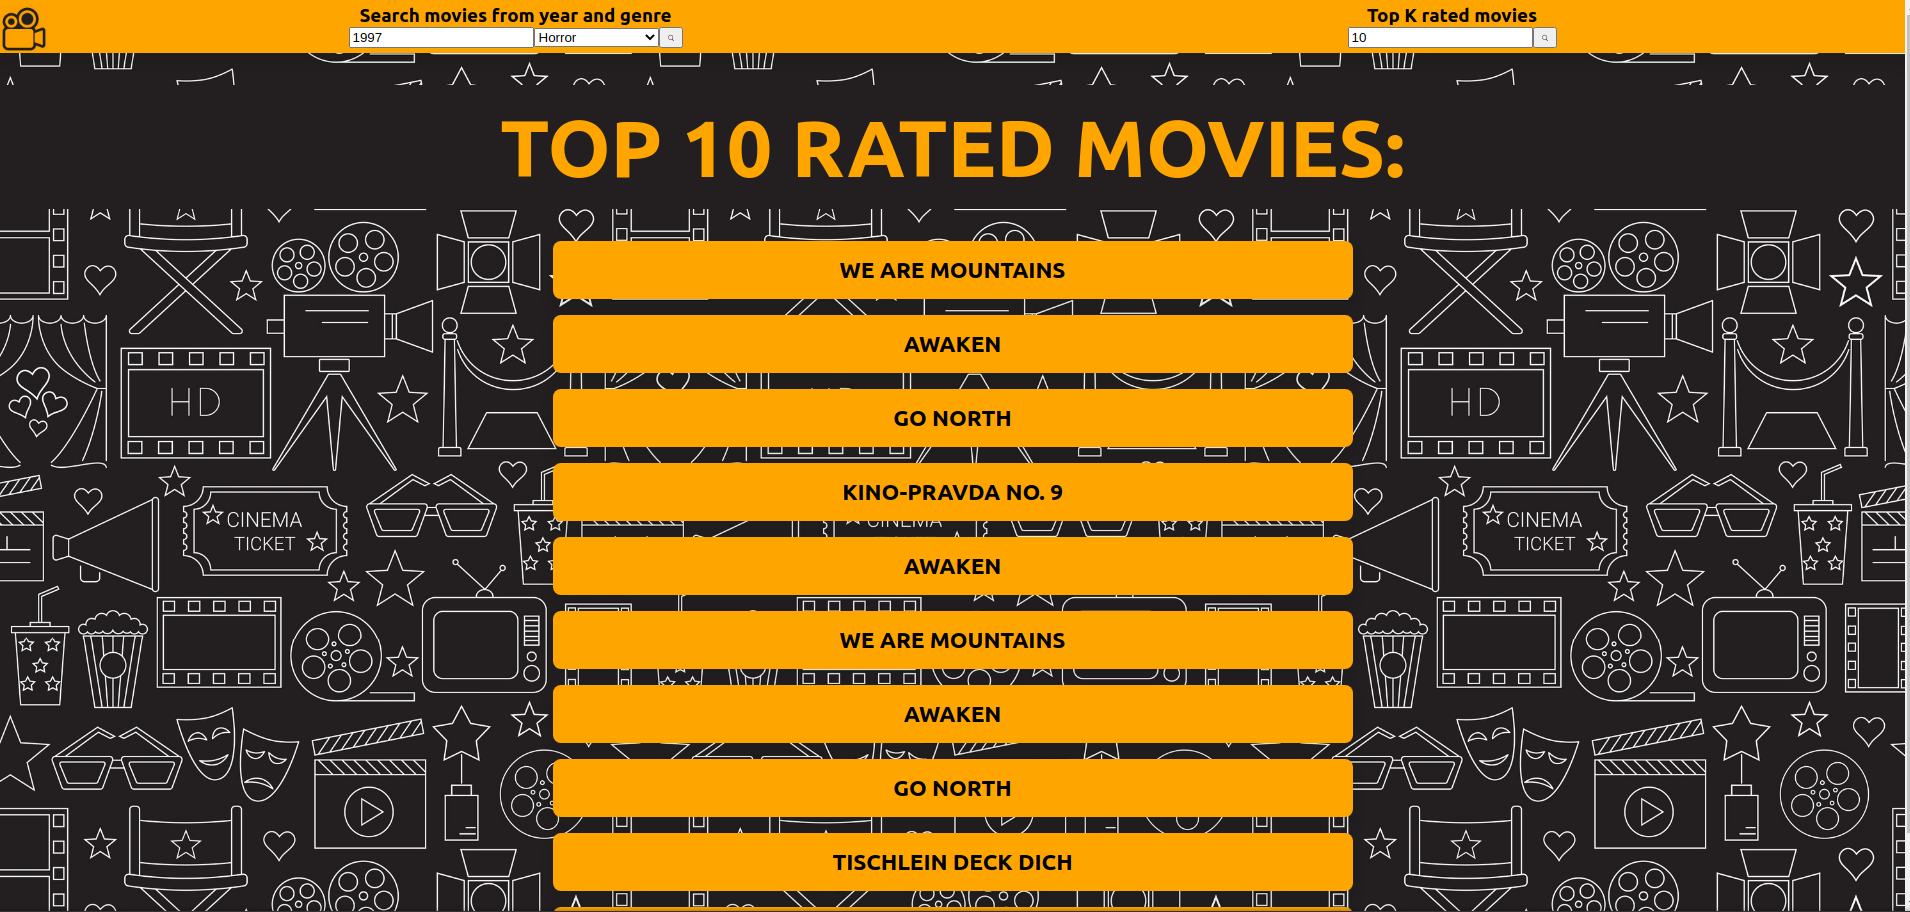 Search movies from year and genre
1997 Horror
Top K rated movies
10
TOP 10 RATED MOVIES:
WE ARE MOUNTAINS
AWAKEN
GO NORTH
KINO-PRAVDA NO. 9
AWAKEN
WE ARE MOUNTAINS
AWAKEN
GO NORTH
TISCHLEIN DECK DICH
HD
HD
CINEMA
TICKET
CINEMA
TICKET